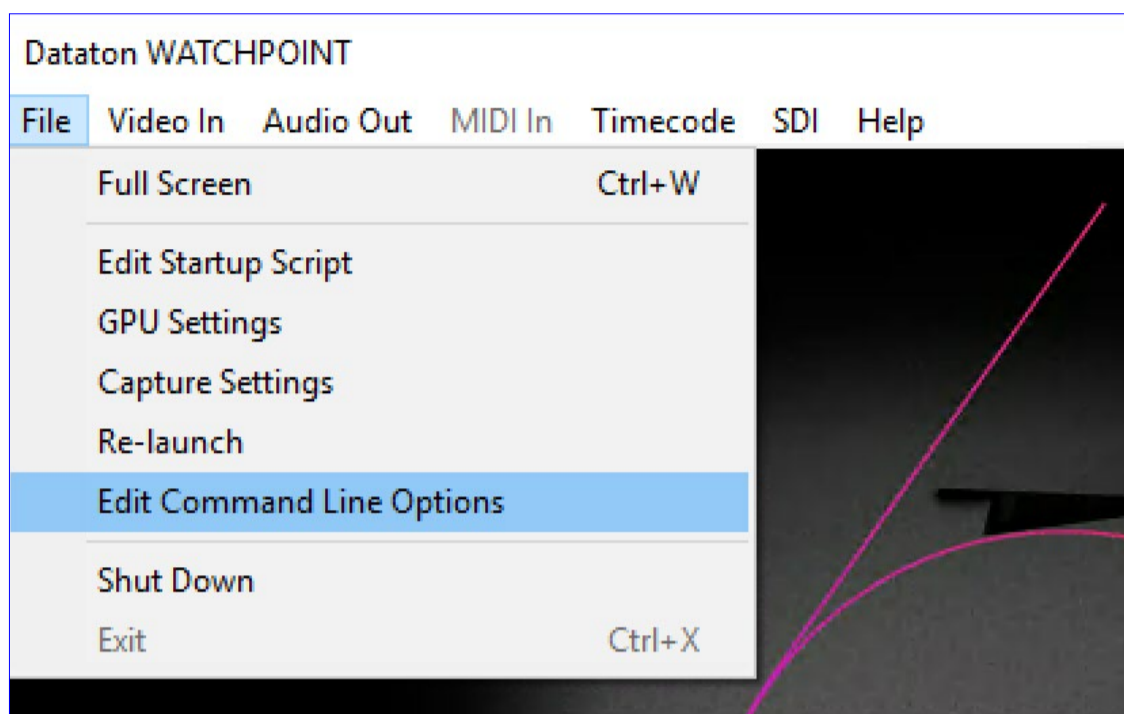 Dataton WATCHPOINT
File Video In Audio Out MIDI In Timecode SDI Help
Full Screen Ctrl+W
Edit Startup Script
GPU Settings
Capture Settings
Re-launch
Edit Command Line Options
Shut Down
Exit Ctrl+X